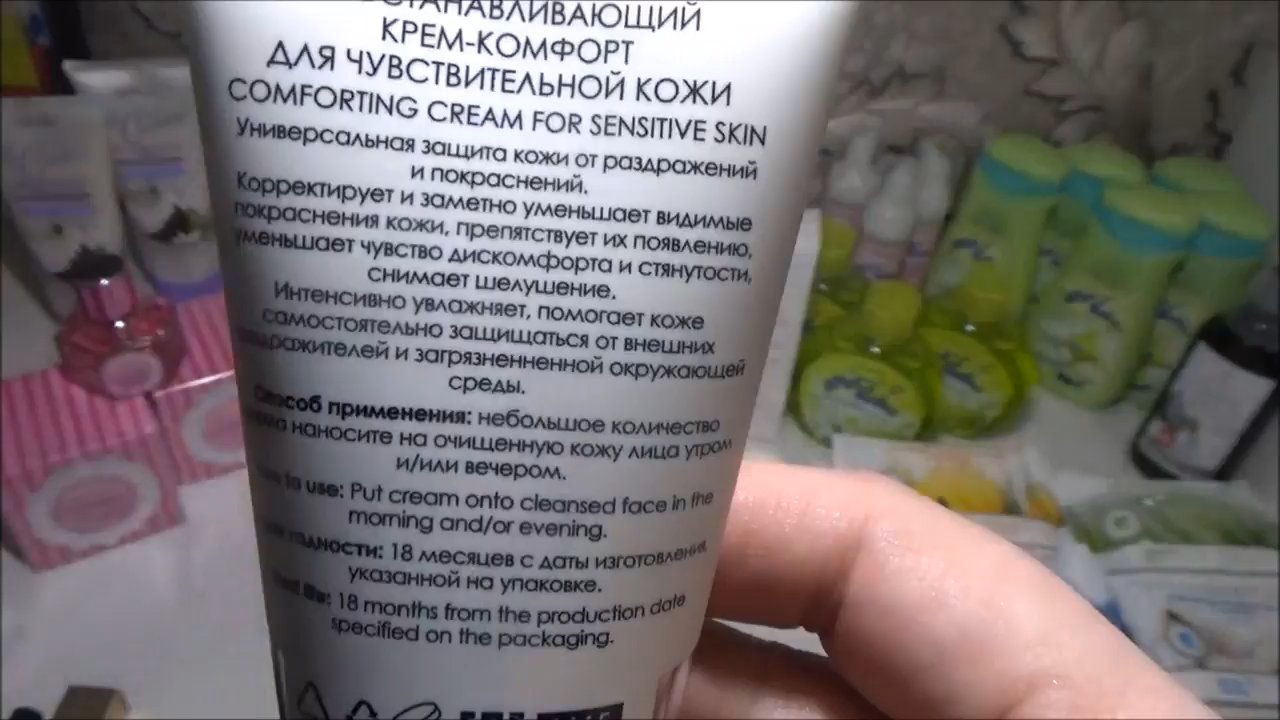 КРЕМ-КОМФОРТ
ДЛЯ ЧУВСТВИТЕЛЬНОЙ КОЖИ
COMFORTING CREAM FOR SENSITIVE SKIN
Универсальная защита кожи от раздражений
и покраснений.
Корректирует и заметно уменьшает видимые
покраснения кожи, препятствует их появлению,
уменьшает чувство дискомфорта и стянутости,
снимает шелушение.
Интенсивно увлажняет, помогает коже
самостоятельно защищаться от внешних
и загрязненненной окружающей
среды.
Способ применения: небольшое количество
наносите на очищенную кожу лица утром
и/или вечером.
to use: Put cream onto cleansed face in the
morning and/or evening.
18 месяцев с даты изготовления,
указанной на упаковке.
18 months from the production date
specified on the packaging.